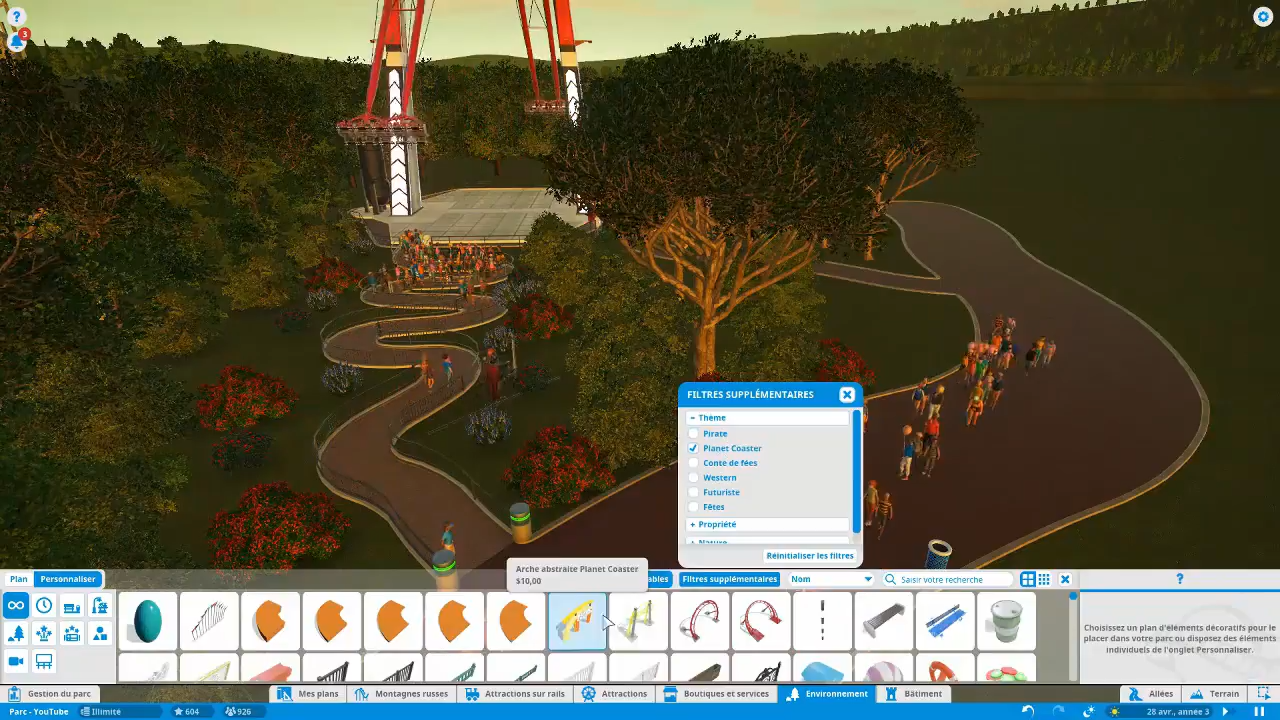 ?
3
FILTRES SUPPLÉMENTAIRES
- Thème
Pirate
Planet Coaster
Conte de fées
Western
Futuriste
Fêtes
+ Propriété
+ Nature
Réinitialiser les filtres
Arche abstraite Planet Coaster
$10,00
Plan
Personnaliser
ables
Filtres supplémentaires
Nom
Saisir votre recherche
?
Choisissez un plan d'éléments décoratifs pour le
placer dans votre parc ou disposez des éléments
individuels de l'onglet Personnaliser.
Gestion du parc
Mes plans
Montagnes russes
Attractions sur rails
Attractions
Boutiques et services
Environnement
Bâtiment
Allées
Terrain
Parc - YouTube
Illimité
604
926
28 avr., année 3